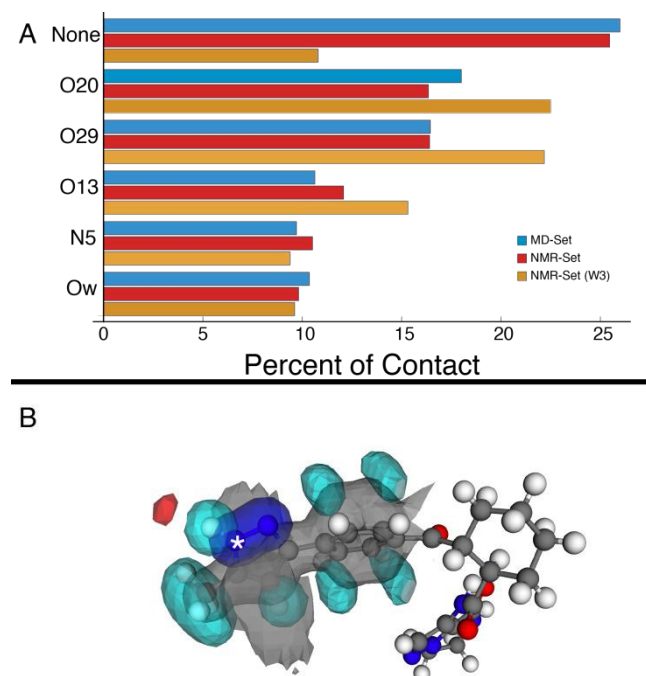 A
None
O20
O29
O13
N5
Ow
MD-Set
NMR-Set
NMR-Set (W3)
0 5 10 15 20 25
Percent of Contact
B
*